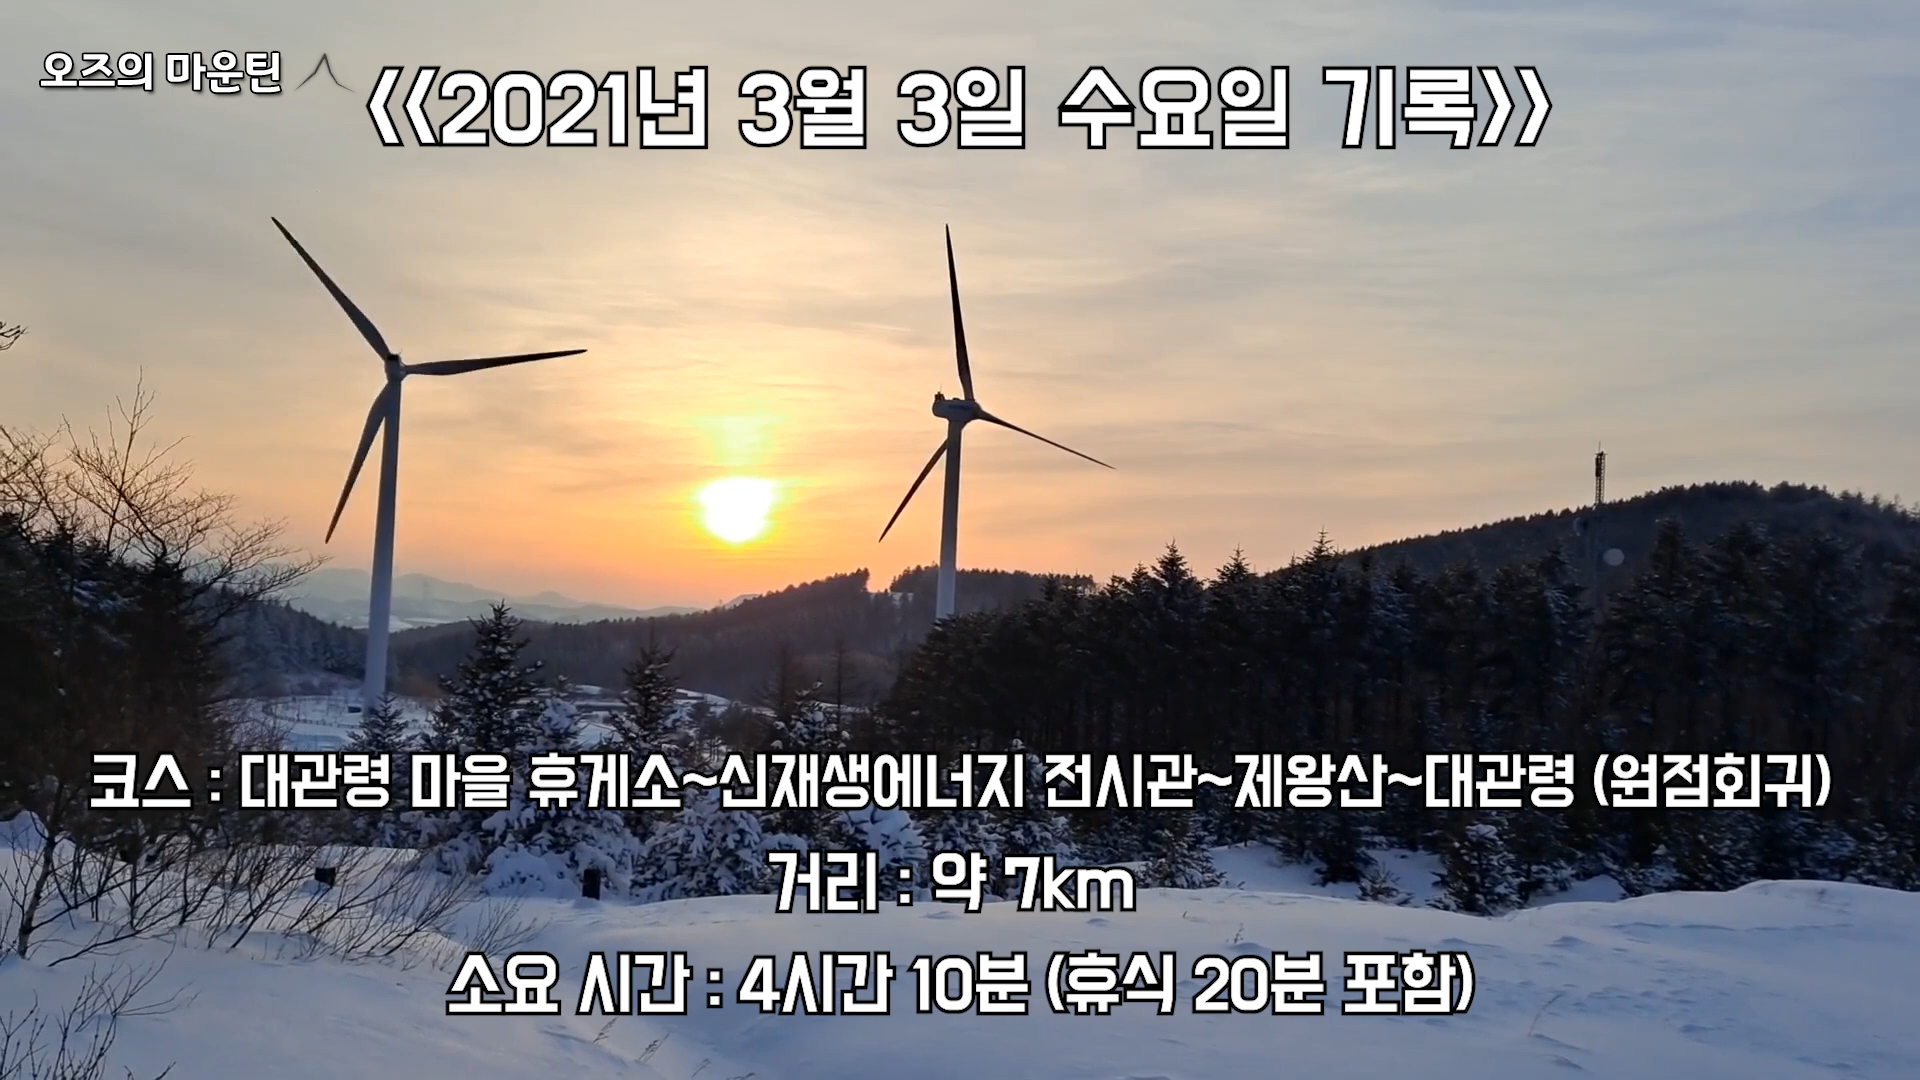 오즈의 마운틴
<<2021년 3월 3일 수요일 기록>>
코스 : 대관령 마을 휴게소~신재생에너지 전시관~제왕산~대관령 (원점회귀)
거리 : 약 7km
소요 시간 : 4시간 10분 (휴식 20분 포함)